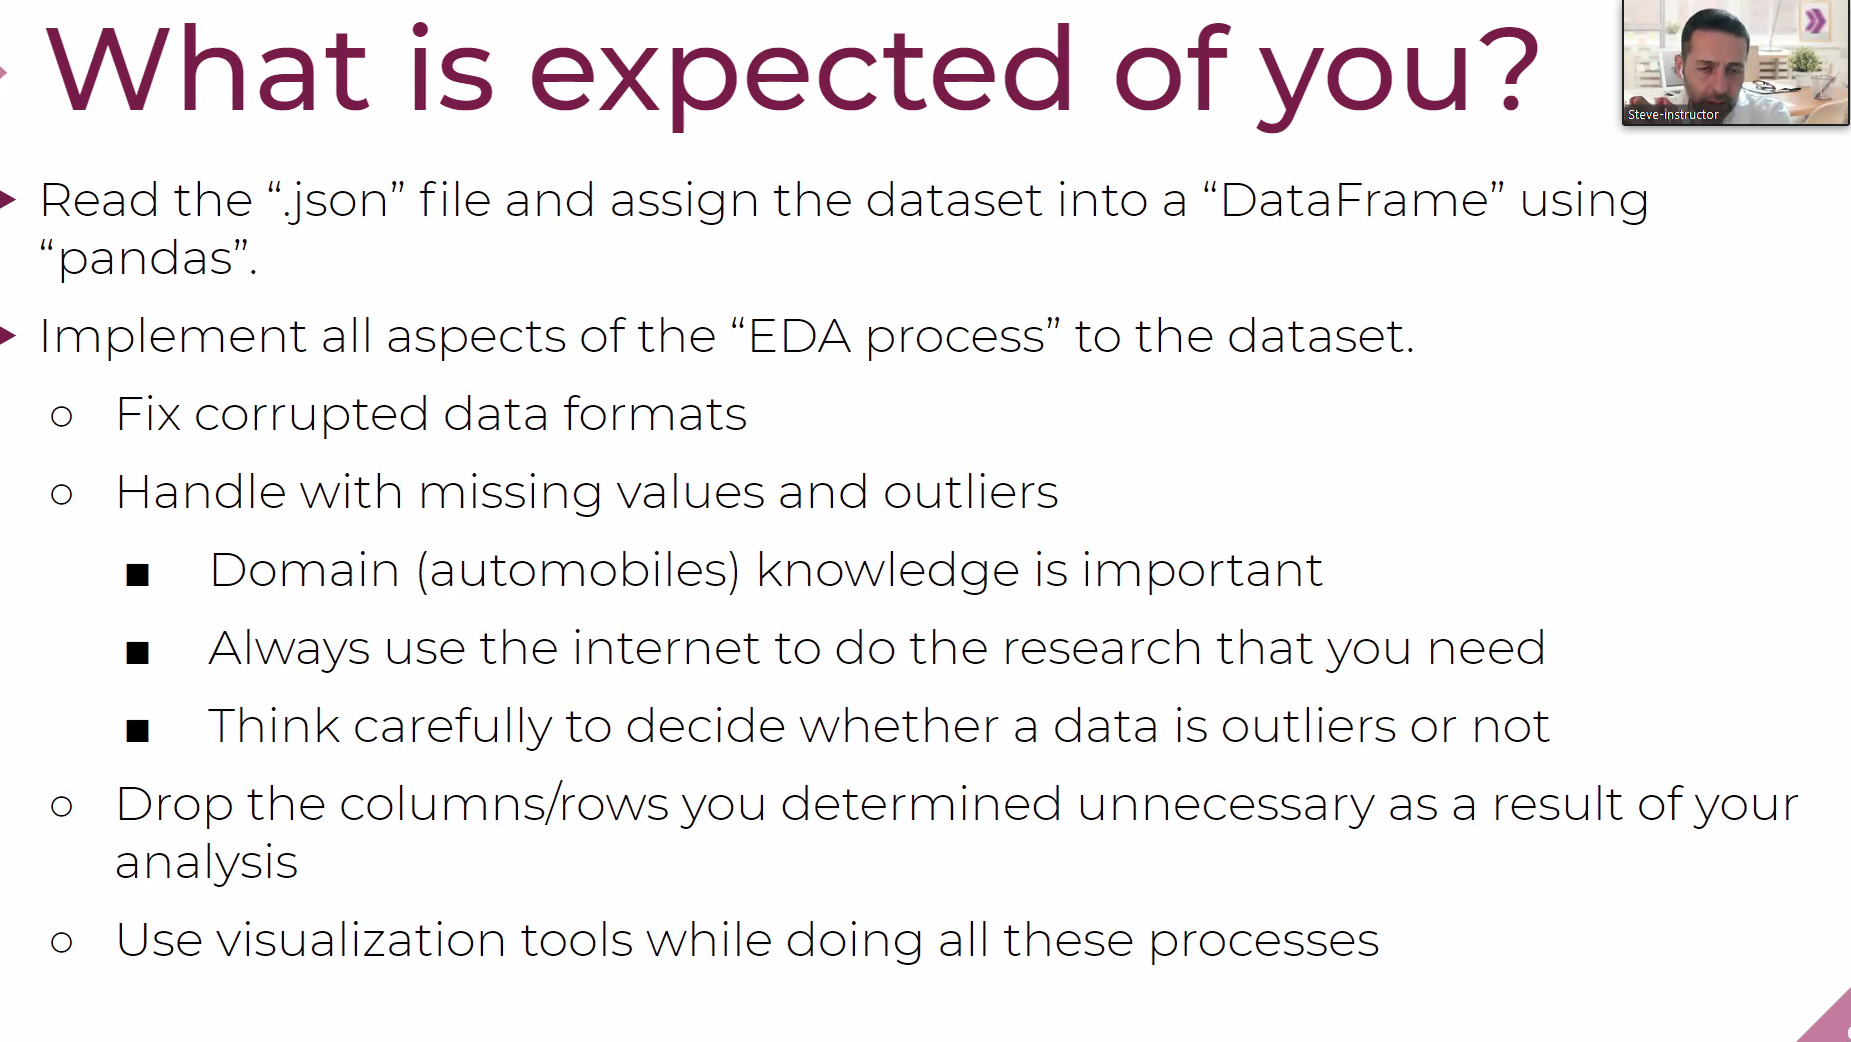 What is expected of you?
Steve-instructor
Read the “.json” file and assign the dataset into a “DataFrame” using
“pandas”.
Implement all aspects of the “EDA process” to the dataset.
Fix corrupted data formats
Handle with missing values and outliers
Domain (automobiles) knowledge is important
Always use the internet to do the research that you need
Think carefully to decide whether a data is outliers or not
Drop the columns/rows you determined unnecessary as a result of your
analysis
Use visualization tools while doing all these processes